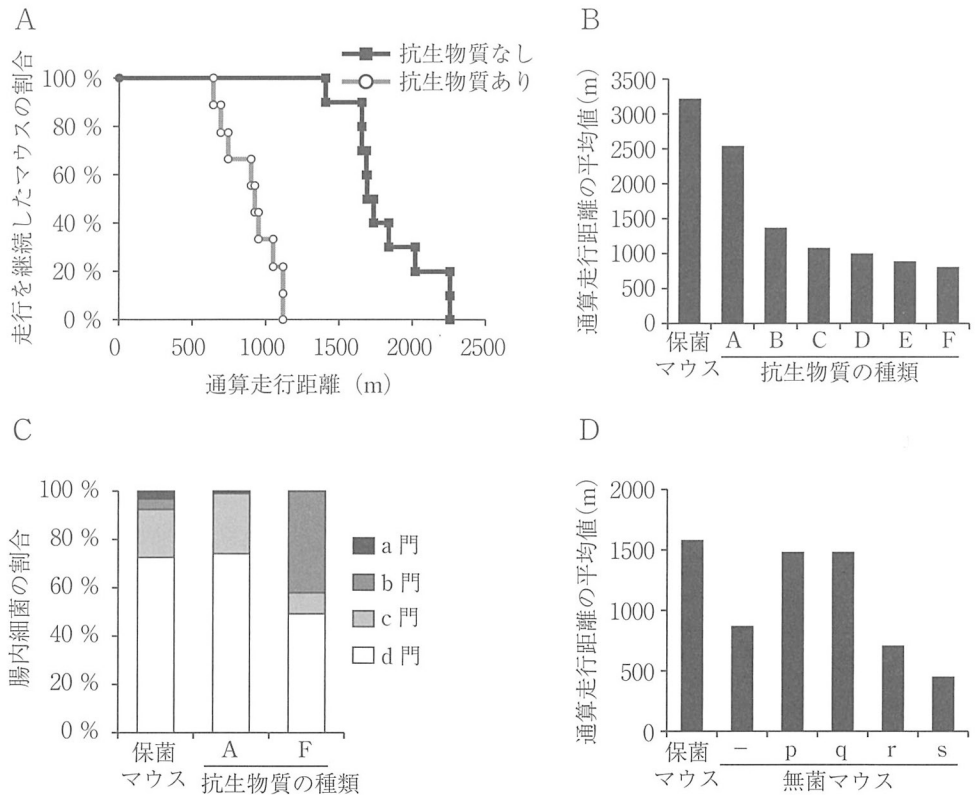 A
走行を継続したマウスの割合
100 %
80 %
60 %
40 %
20 %
0 %
0
500
1000
1500
2000
2500
通算走行距離 (m)
抗生物質なし
抗生物質あり
B
通算走行距離の平均値(m)
3500
3000
2500
2000
1500
1000
500
0
保菌
マウス
A B C D E F
抗生物質の種類
C
腸内細菌の割合
100 %
80 %
60 %
40 %
20 %
0 %
保菌
マウス
A F
抗生物質の種類
a 門
b 門
c 門
d 門
D
通算走行距離の平均値(m)
2000
1500
1000
500
0
保菌
マウス
− p q r s
無菌マウス